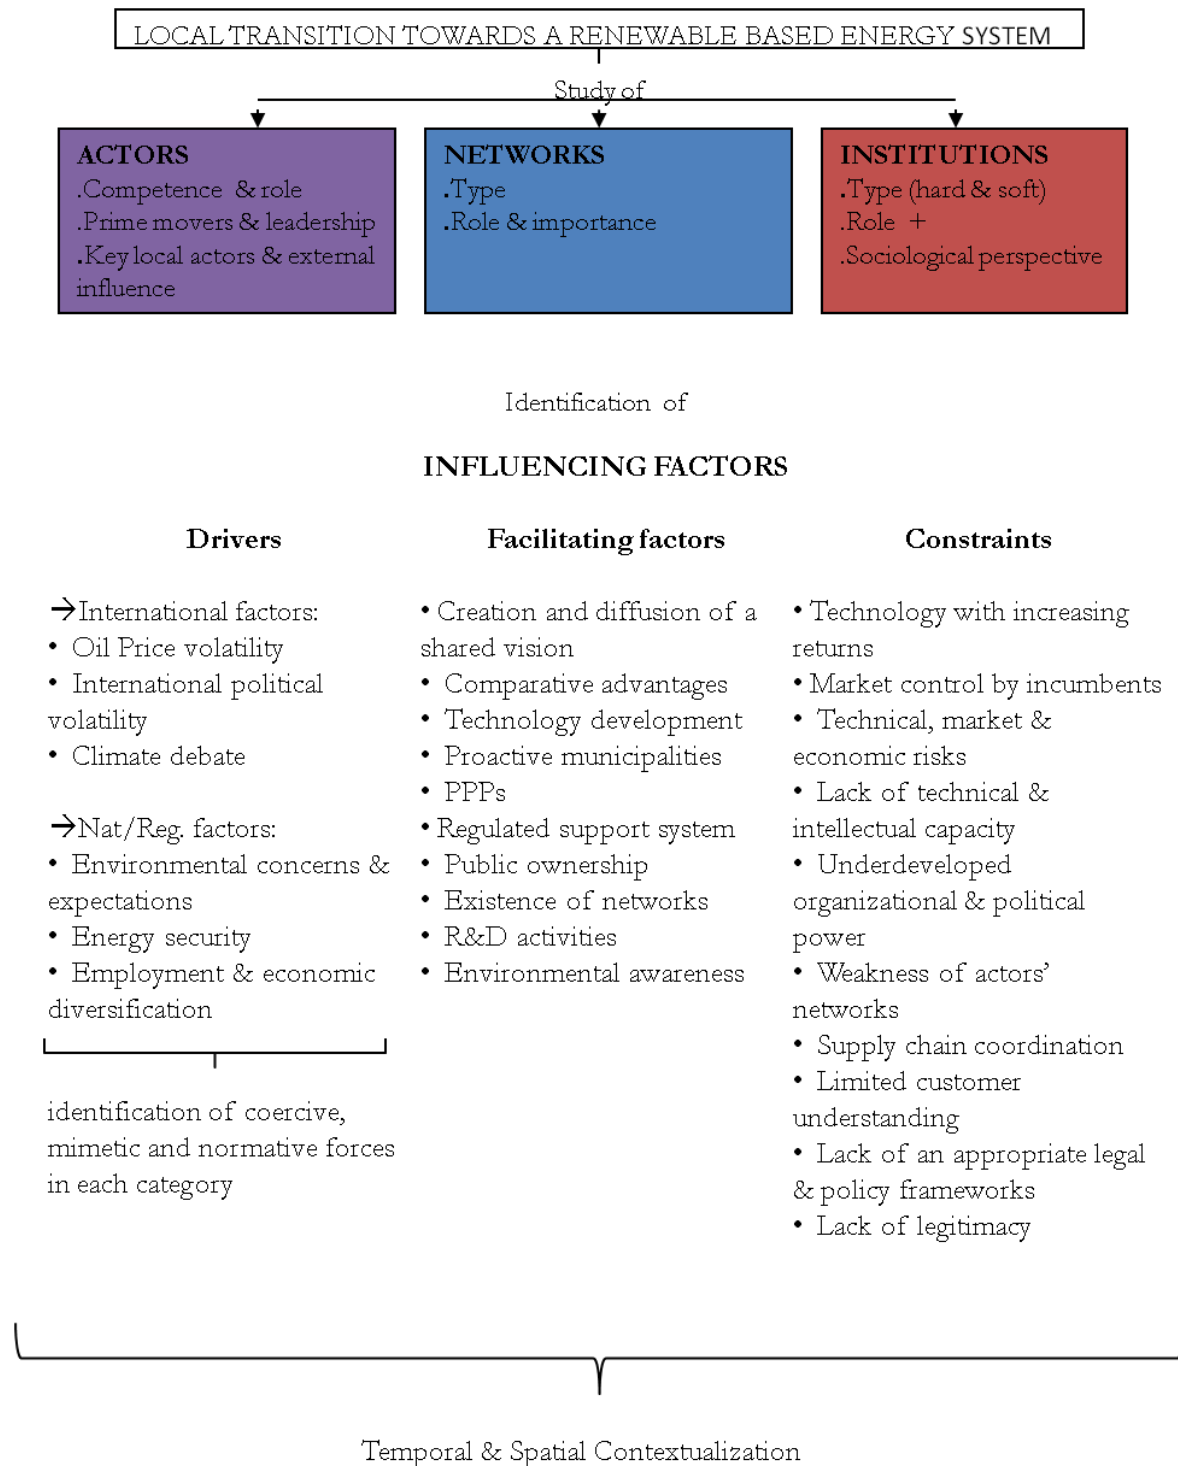 LOCAL TRANSITION TOWARDS A RENEWABLE BASED ENERGY SYSTEM
Study of
ACTORS
.Competence & role
.Prime movers & leadership
.Key local actors & external
influence
NETWORKS
.Type
.Role & importance
INSTITUTIONS
.Type (hard & soft)
.Role +
.Sociological perspective
Identification of
INFLUENCING FACTORS
Drivers
→International factors:
• Oil Price volatility
• International political
volatility
• Climate debate
→Nat/Reg. factors:
• Environmental concerns &
expectations
• Energy security
• Employment & economic
diversification
identification of coercive,
mimetic and normative forces
in each category
Facilitating factors
• Creation and diffusion of a
shared vision
• Comparative advantages
• Technology development
• Proactive municipalities
• PPPs
• Regulated support system
• Public ownership
• Existence of networks
• R&D activities
• Environmental awareness
Constraints
• Technology with increasing
returns
• Market control by incumbents
• Technical, market &
economic risks
• Lack of technical &
intellectual capacity
• Underdeveloped
organizational & political
power
• Weakness of actors’
networks
• Supply chain coordination
• Limited customer
understanding
• Lack of an appropriate legal
& policy frameworks
• Lack of legitimacy
Temporal & Spatial Contextualization